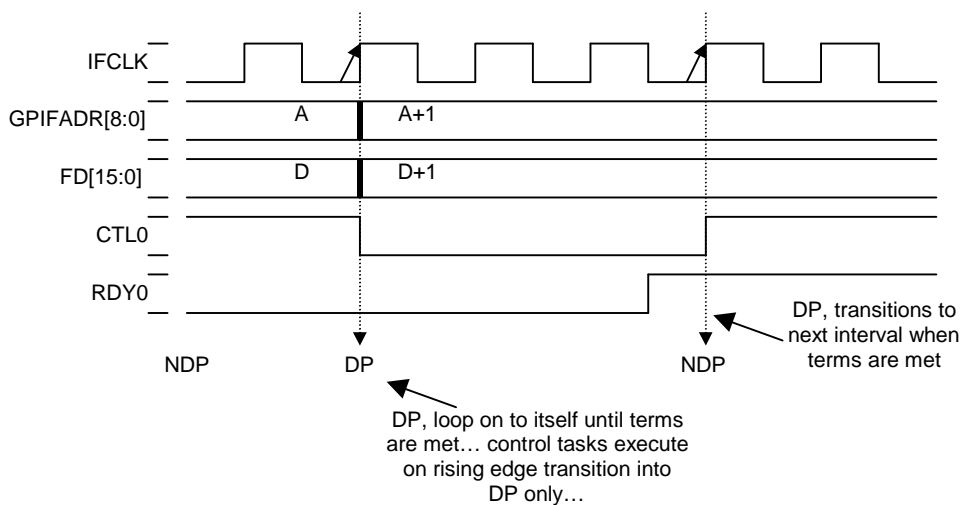 IFCLK
GPIFADR[8:0]
A
A+1
FD[15:0]
D
D+1
CTL0
RDY0
NDP
DP
NDP
DP, transitions to
next interval when
terms are met
DP, loop on to itself until terms
are met… control tasks execute
on rising edge transition into
DP only…